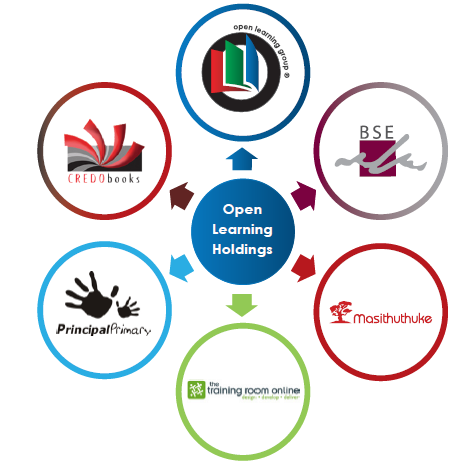 open learning group ®
CREDObooks
BSE
Open
Learning
Holdings
PrincipalPrimary
Masithuthuke
the
training room online
design • develop • deliver